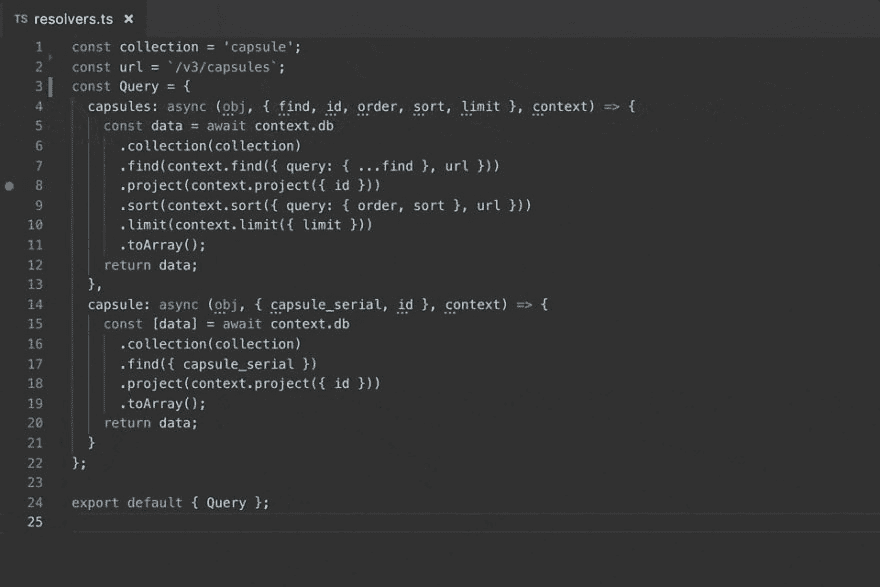 TS resolvers.ts ×
1 const collection = 'capsule';
2 const url = `/v3/capsules`;
3 const Query = {
4 capsules: async (obj, { find, id, order, sort, limit }, context) => {
5 const data = await context.db
6 .collection(collection)
7 .find(context.find({ query: { ...find }, url }))
8 .project(context.project({ id }))
9 .sort(context.sort({ query: { order, sort }, url }))
10 .limit(context.limit({ limit }))
11 .toArray();
12 return data;
13 },
14 capsule: async (obj, { capsule_serial, id }, context) => {
15 const [data] = await context.db
16 .collection(collection)
17 .find({ capsule_serial })
18 .project(context.project({ id }))
19 .toArray();
20 return data;
21 }
22 };
23
24 export default { Query };
25